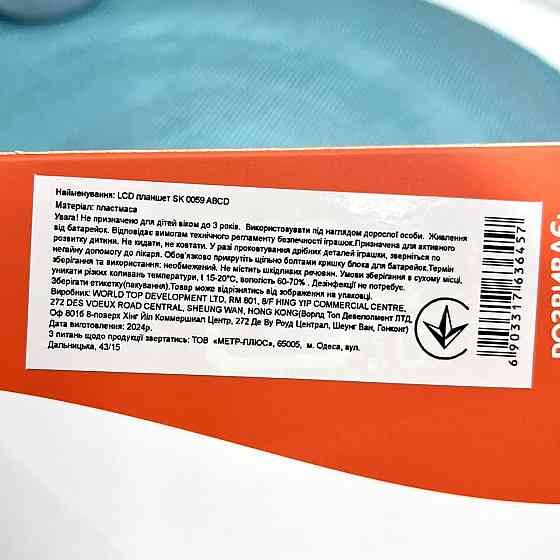 Найменування: LCD планшет SK 0059 ABCD
Матеріал: пластмаса
Увага! Не призначено для дітей віком до 3 років. Використовувати під наглядом дорослої особи. Живлення
від батарейок. Відповідає вимогам технічного регламенту безпечності іграшок.Призначена для активного
розвитку дитини. Не кидати, не ковтати. У разі проковтування дрібних деталей іграшки, зверніться по
негайну допомогу до лікаря. Обов'язково прикрутіть щільно болтами кришку блока для батарейок.Термін
зберігання та використання: необмежений. Не містить шкідливих речовин. Умови зберігання в сухому місці,
уникати різких коливань температури, t 15-20°С, вологість 60-70% . Дезінфекції не потребує.
Зберігати етикетку(пакування).Товар може відрізнятись від зображення на упаковці.
Виробник: WORLD TOP DEVELOPMENT LTD, RM 801, 8/F HING YIP COMMERCIAL CENTRE,
272 DES VOEUX ROAD CENTRAL, SHEUNG WAN, HONG KONG(Ворлд Топ Девелопмент ЛТД,
Оф 8016 8-поверх Хінг Йіп Коммерциал Центр, 272 Де Ву Роуд Централ, Шеунг Ван, Гонконг)
Дата виготовлення: 2024р.
З питань щодо продукції звертатись: ТОВ «МЕТР-ПЛЮС», 65005, м. Одеса, вул.
Дальницька, 43/15
6903317636457
РОЗВИВАЄ